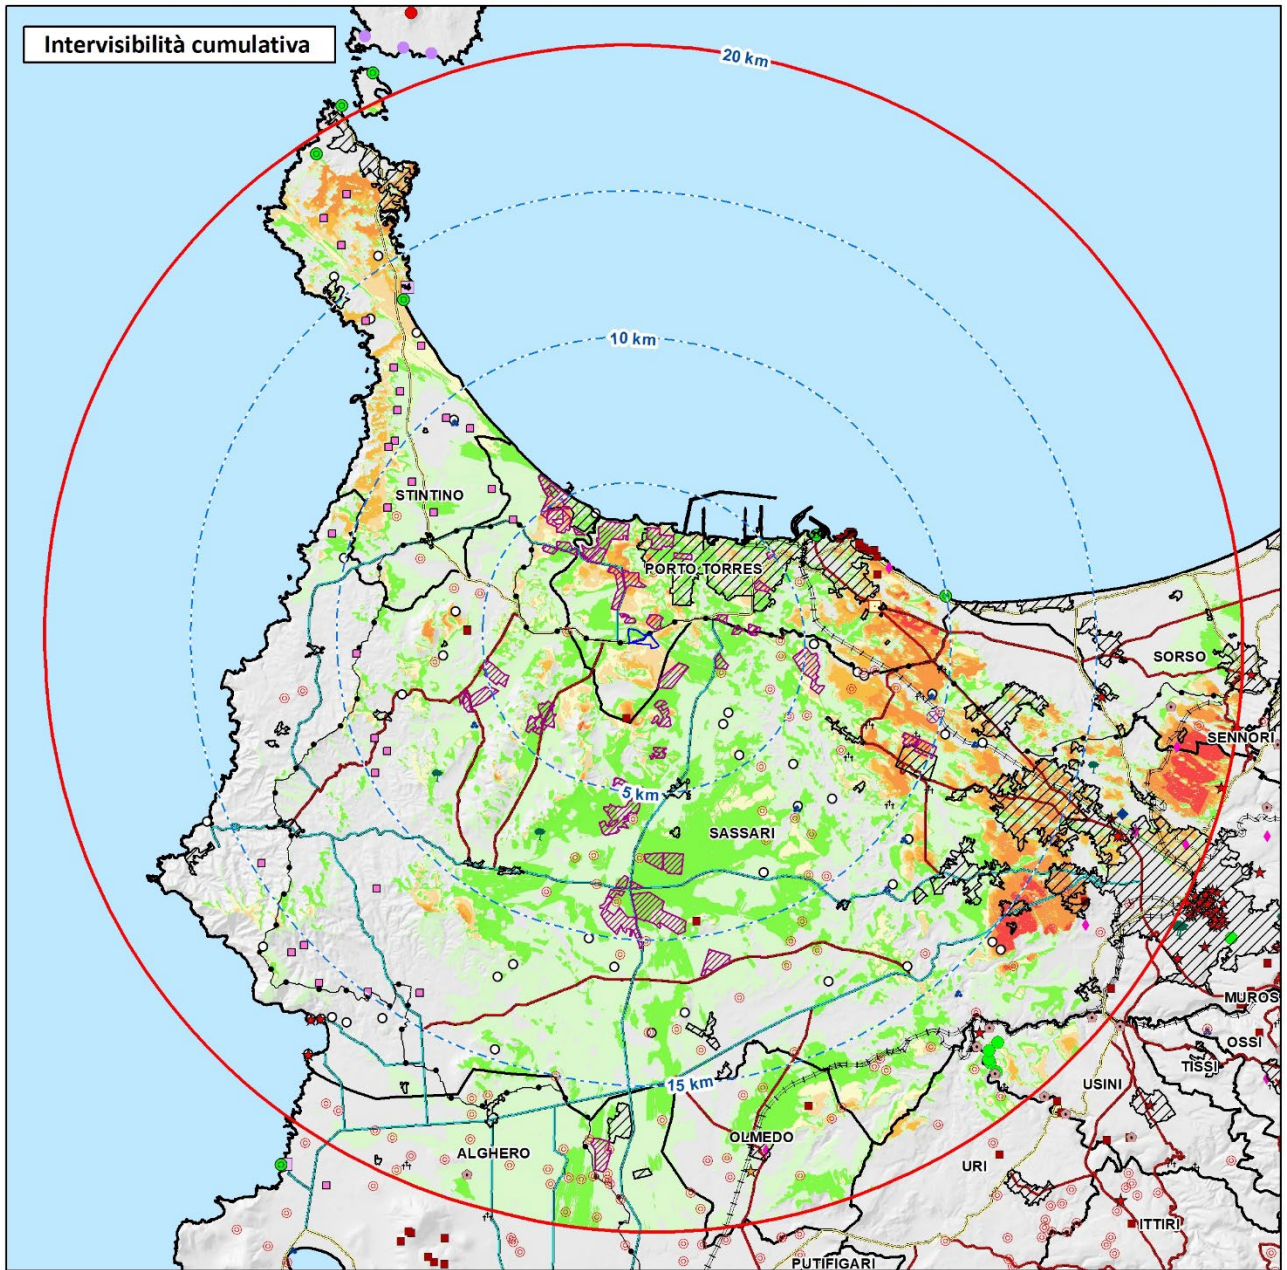 Intervisibilità cumulativa
20 km
10 km
STINTINO
PORTO TORRES
SORSO
SENNORI
5 km
SASSARI
MUROS
OSSI
TISSI
15 km
USINI
OLMEDO
ALGHERO
URI
ITTIRI
PUTIFIGARI